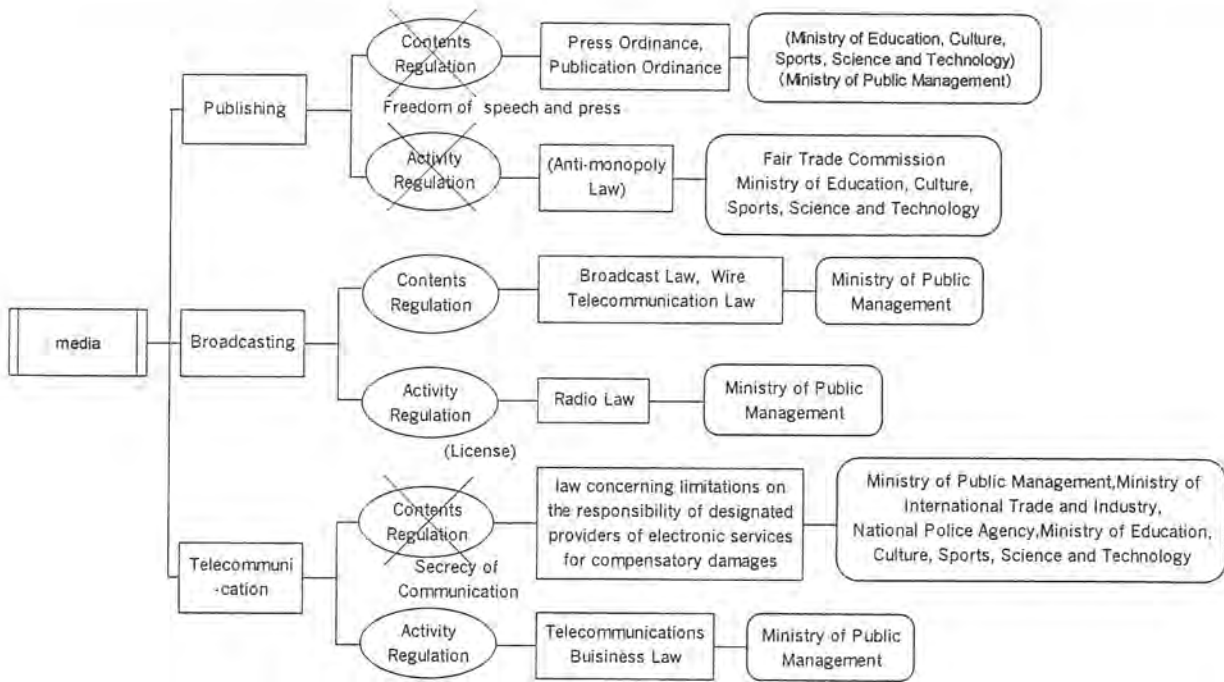 Contents
Regulation
Press Ordinance,
Publication Ordinance
(Ministry of Education, Culture,
Sports, Science and Technology)
(Ministry of Public Management)
Publishing
Freedom of speech and press
Activity
Regulation
(Anti-monopoly
Law)
Fair Trade Commission
Ministry of Education, Culture,
Sports, Science and Technology
media
Broadcasting
Contents
Regulation
Broadcast Law, Wire
Telecommunication Law
Ministry of Public
Management
Activity
Regulation
(License)
Radio Law
Ministry of Public
Management
Telecommuni
-cation
Contents
Regulation
Secrecy of
Communication
law concerning limitations on
the responsibility of designated
providers of electronic services
for compensatory damages
Ministry of Public Management,Ministry of
International Trade and Industry,
National Police Agency,Ministry of Education,
Culture, Sports, Science and Technology
Activity
Regulation
Telecommunications
Buisiness Law
Ministry of Public
Management